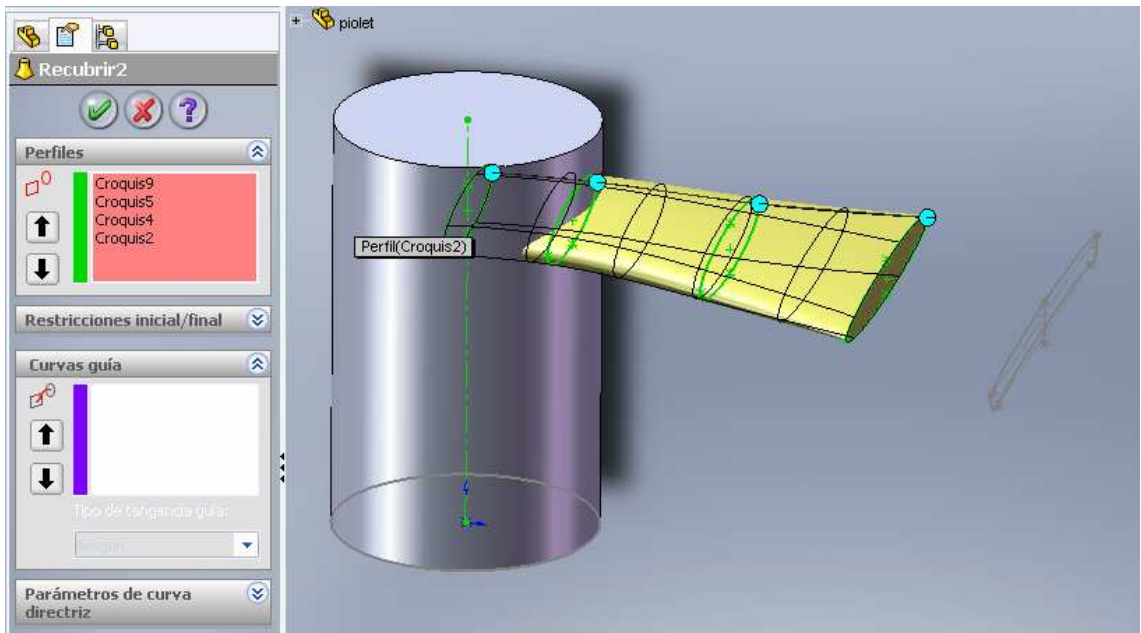 Recubrir2
?
Perfiles
Croquis9
Croquis5
Croquis4
Croquis2
Restricciones inicial/final
Curvas guía
Tipo de tangencia guía:
Parámetros de curva
directriz
+ piolet
Perfil(Croquis2)